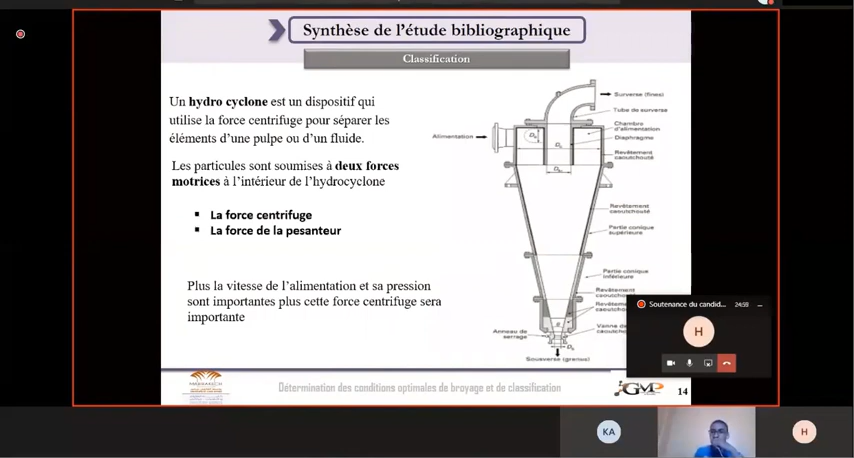 Synthèse de l'étude bibliographique
Classification
Un hydro cyclone est un dispositif qui
utilise la force centrifuge pour séparer les
éléments d'une pulpe ou d'un fluide.
Les particules sont soumises à deux forces
motrices à l'intérieur de l'hydrocyclone
▪ La force centrifuge
▪ La force de la pesanteur
Plus la vitesse de l'alimentation et sa pression
sont importantes plus cette force centrifuge sera
importante
Surverse (fines)
Tube de surverse
Chambre
d'alimentation
Diaphragme
Revêtement
caoutchouté
Alimentation
Revêtement
caoutchouté
Partie conique
supérieure
Partie conique
inférieure
Revêtement
Anneau de
serrage
Sousverse (grenus)
Soutenance du candid... 24:59
H
Détermination des conditions optimales de broyage et de classification
GMP
14
KA
H